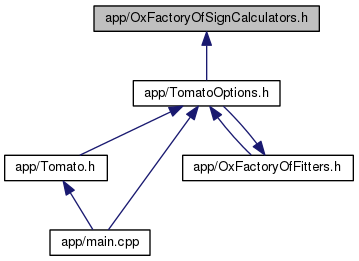 app/OxFactoryOfSignCalculators.h
app/TomatoOptions.h
app/Tomato.h
app/OxFactoryOfFitters.h
app/main.cpp